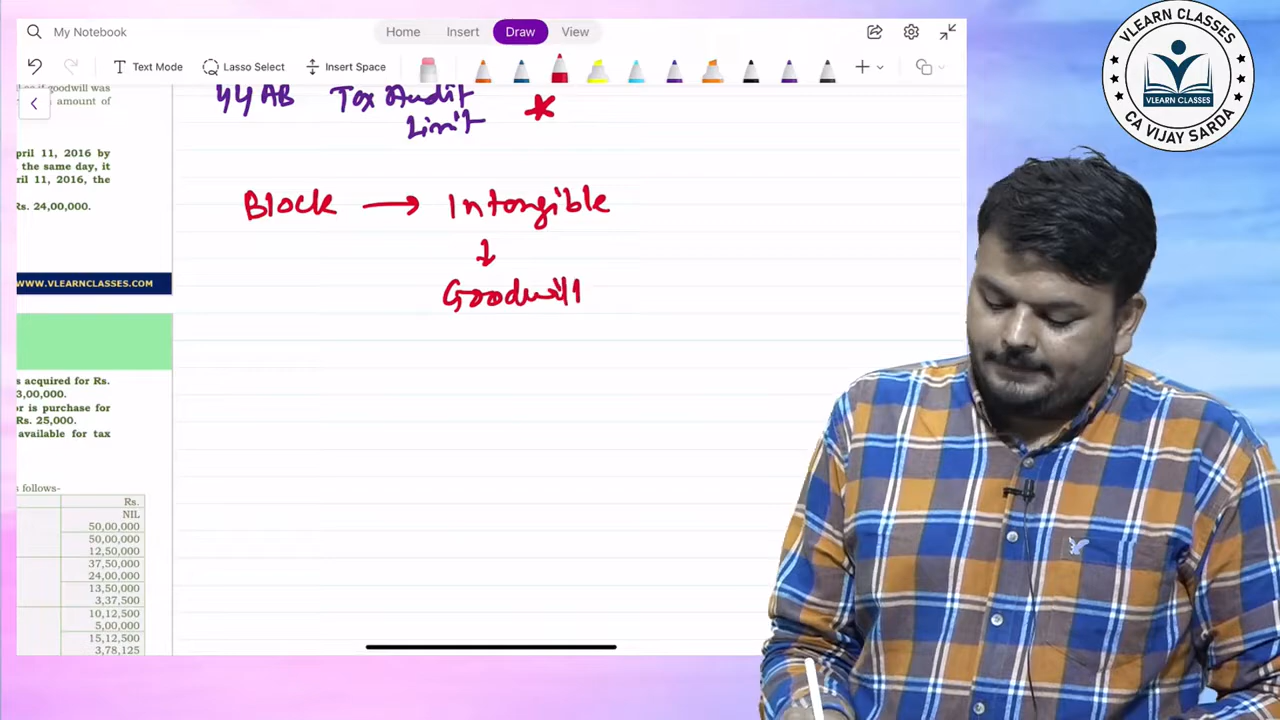 My Notebook
Home Insert Draw View
Text Mode Lasso Select Insert Space
if goodwill was
amount of
pril 11, 2016 by
the same day, it
ril 11, 2016, the
Rs. 24,00,000.
WWW.VLEARNCLASSES.COM
s acquired for Rs.
3,00,000.
or is purchase for
Rs. 25,000.
available for tax
s follows-
Rs.
NIL
50,00,000
50,00,000
12,50,000
37,50,000
24,00,000
13,50,000
3,37,500
10,12,500
5,00,000
15,12,500
3,78,125
44 AB Tax Audit
Limit
Block → Intangible
↓
Goodwill
VLEARN CLASSES
VLEARN CLASSES
CA VIJAY SARDA